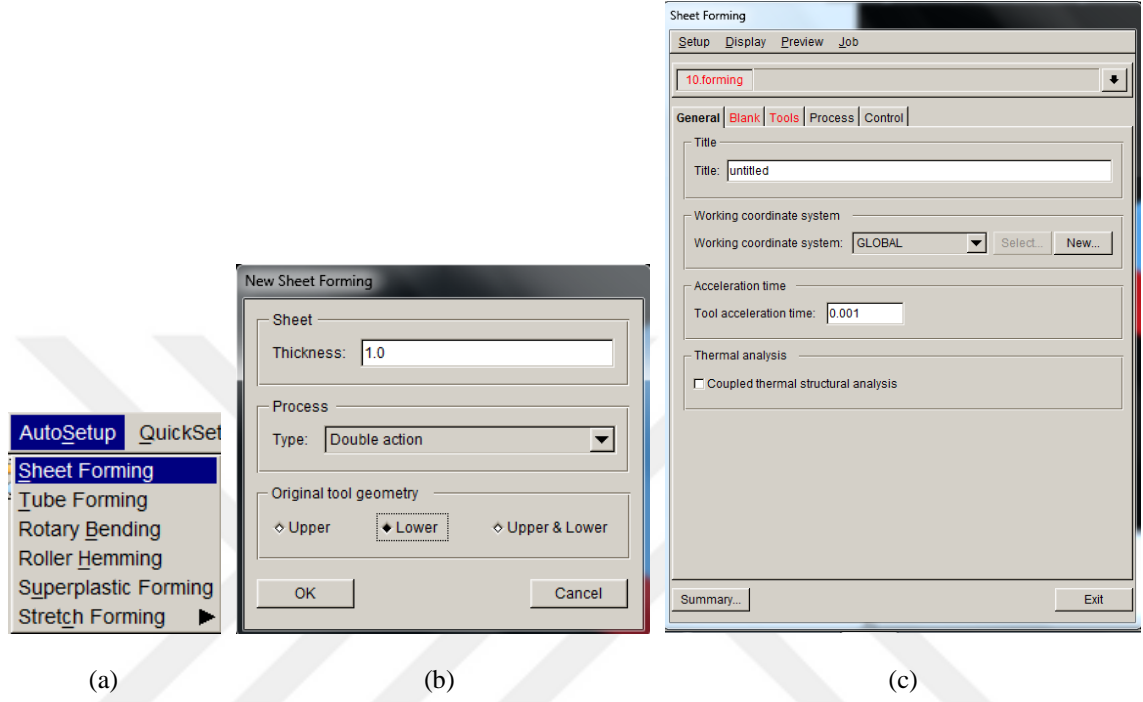 AutoSetup QuickSet
Sheet Forming
Tube Forming
Rotary Bending
Roller Hemming
Superplastic Forming
Stretch Forming
(a)
New Sheet Forming
Sheet
Thickness: 1.0
Process
Type: Double action
Original tool geometry
Upper Lower Upper & Lower
OK Cancel
(b)
Sheet Forming
Setup Display Preview Job
10.forming
General Blank Tools Process Control
Title
Title: untitled
Working coordinate system
Working coordinate system: GLOBAL Select... New...
Acceleration time
Tool acceleration time: 0.001
Thermal analysis
Coupled thermal structural analysis
Summary... Exit
(c)